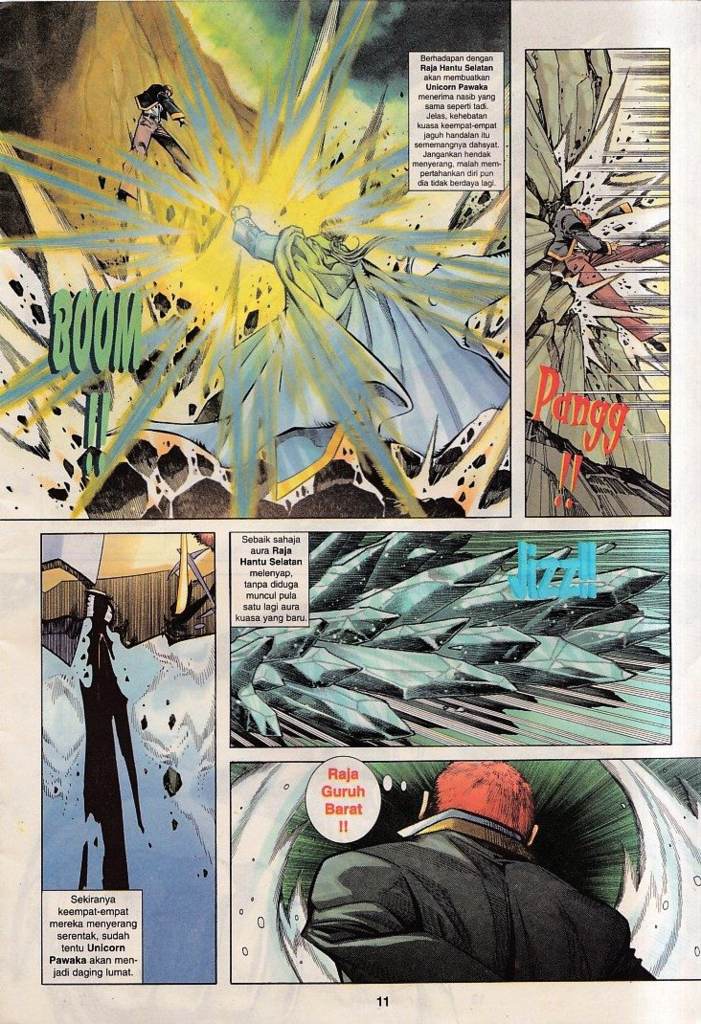 Berhadapan dengan
Raja Hantu Selatan
akan membuatkan
Unicorn Pawaka
menerima nasib yang
sama seperti tadi.
Jelas, kehebatan
kuasa keempat-empat
jaguh handalan itu
sememangnya dahsyat.
Jangankan hendak
menyerang, malah mem-
pertahankan diri pun
dia tidak berdaya lagi.
BOOM
!!
Pangg
!!
Sebaik sahaja
aura Raja
Hantu Selatan
melenyap,
tanpa diduga
muncul pula
satu lagi aura
kuasa yang baru.
Jizz!!
Sekiranya
keempat-empat
mereka menyerang
serentak, sudah
tentu Unicorn
Pawaka akan men-
jadi daging lumat.
Raja
Guruh
Barat
!!
11